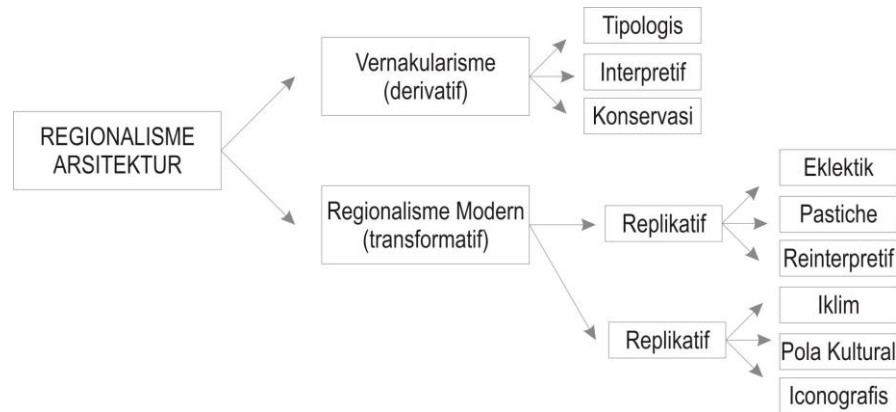 REGIONALISME
ARSITEKTUR
Vernakularisme
(derivatif)
Tipologis
Interpretif
Konservasi
Regionalisme Modern
(transformatif)
Replikatif
Eklektik
Pastiche
Reinterpretif
Replikatif
Iklim
Pola Kultural
Iconografis